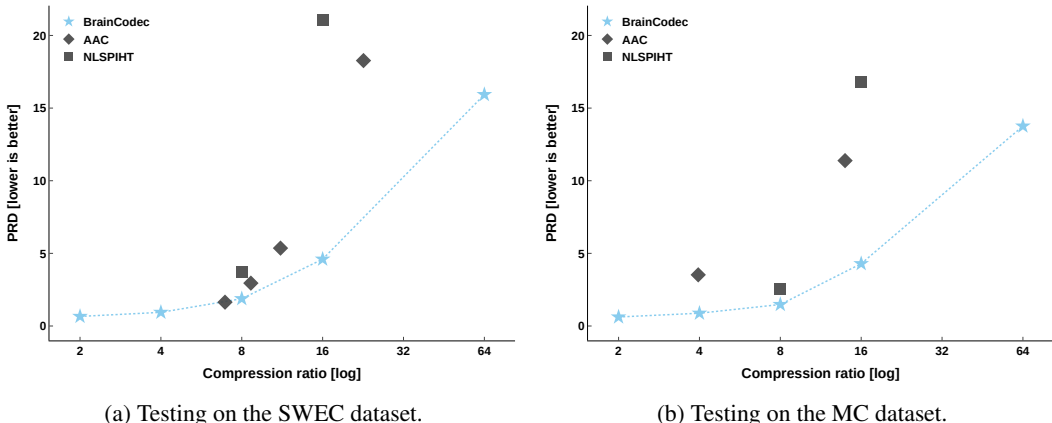 BrainCodec
AAC
NLSPIHT
20
15
10
5
0
PRD [lower is better]
2 4 8 16 32 64
Compression ratio [log]
(a) Testing on the SWEC dataset.
BrainCodec
AAC
NLSPIHT
20
15
10
5
0
PRD [lower is better]
2 4 8 16 32 64
Compression ratio [log]
(b) Testing on the MC dataset.